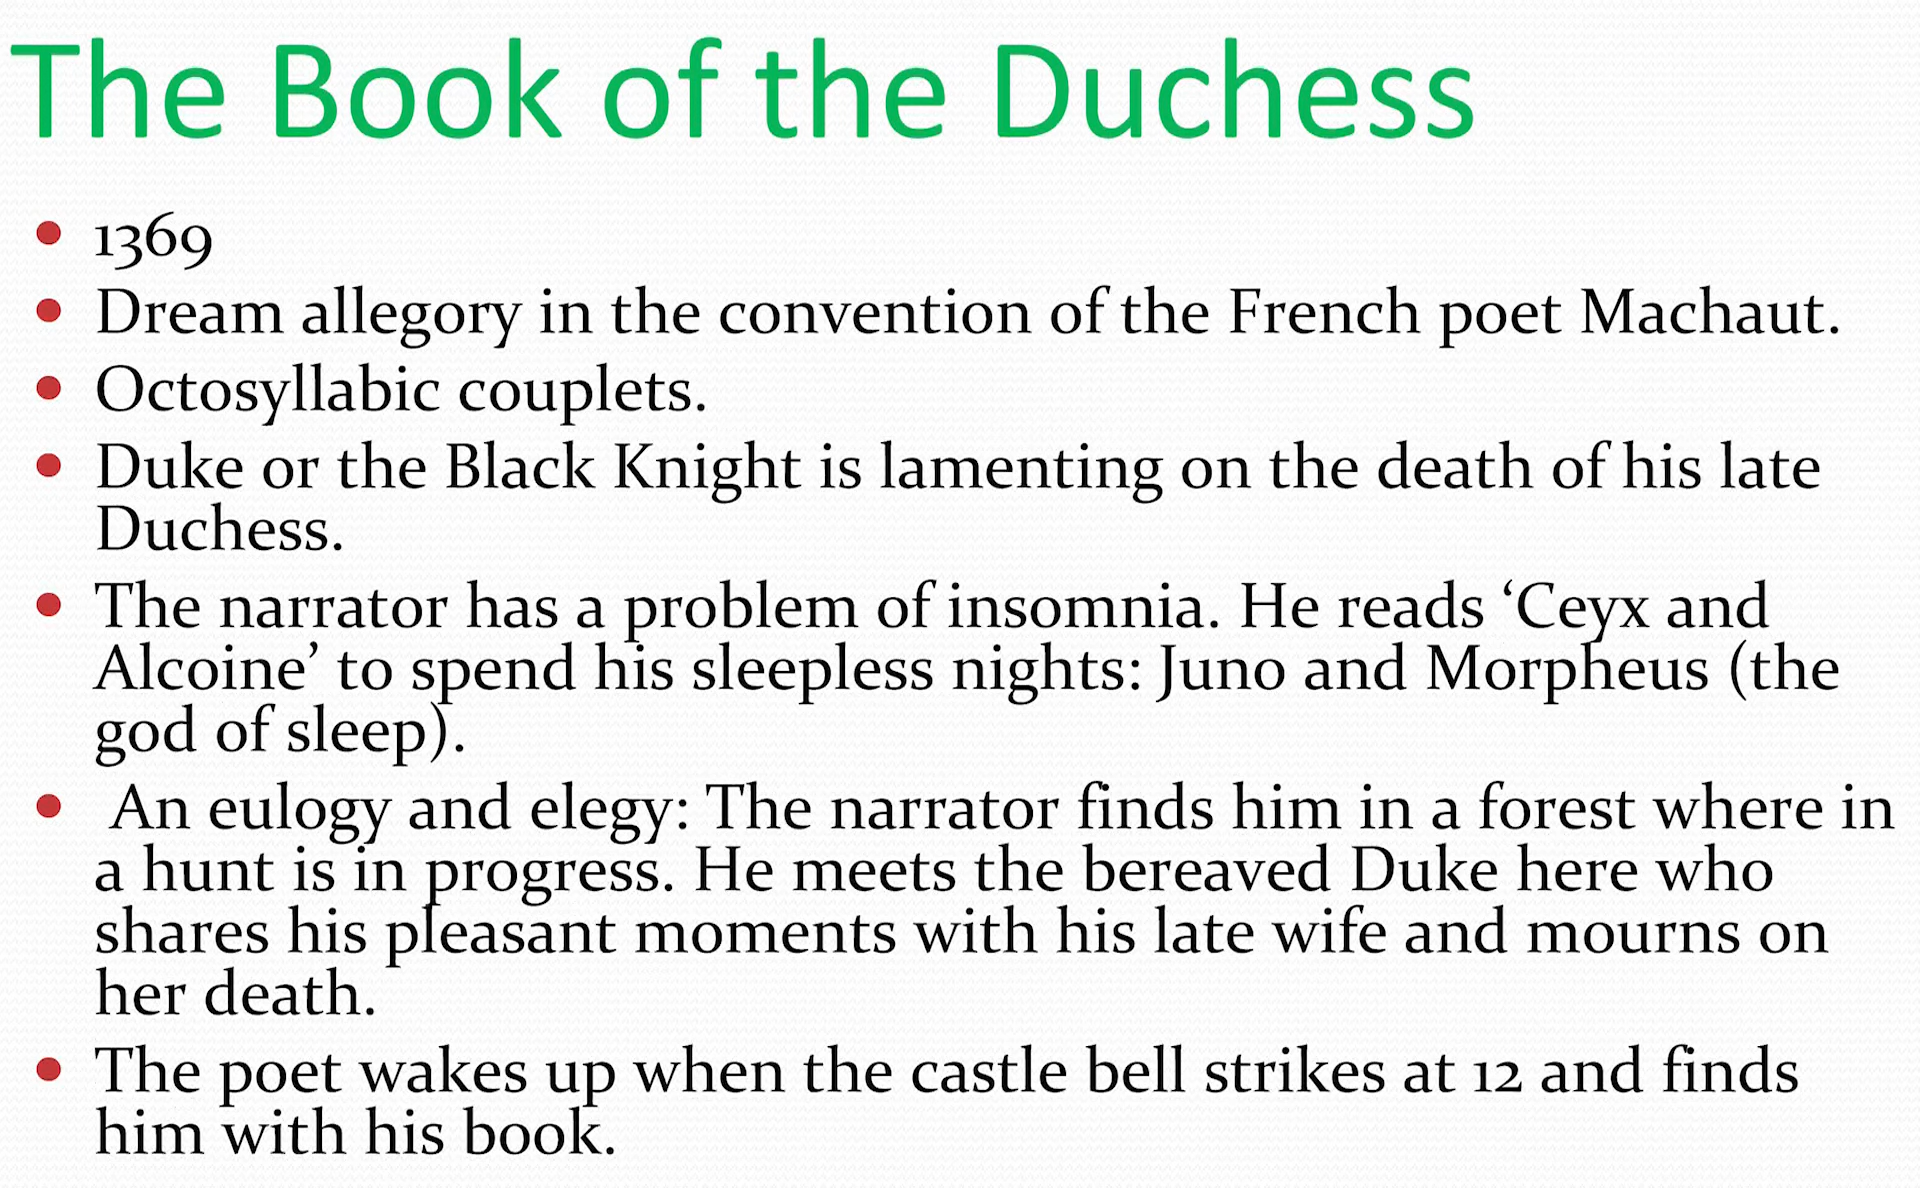 The Book of the Duchess
• 1369
• Dream allegory in the convention of the French poet Machaut.
• Octosyllabic couplets.
• Duke or the Black Knight is lamenting on the death of his late
Duchess.
• The narrator has a problem of insomnia. He reads ‘Ceyx and
Alcoine’ to spend his sleepless nights: Juno and Morpheus (the
god of sleep).
• An eulogy and elegy: The narrator finds him in a forest where in
a hunt is in progress. He meets the bereaved Duke here who
shares his pleasant moments with his late wife and mourns on
her death.
• The poet wakes up when the castle bell strikes at 12 and finds
him with his book.